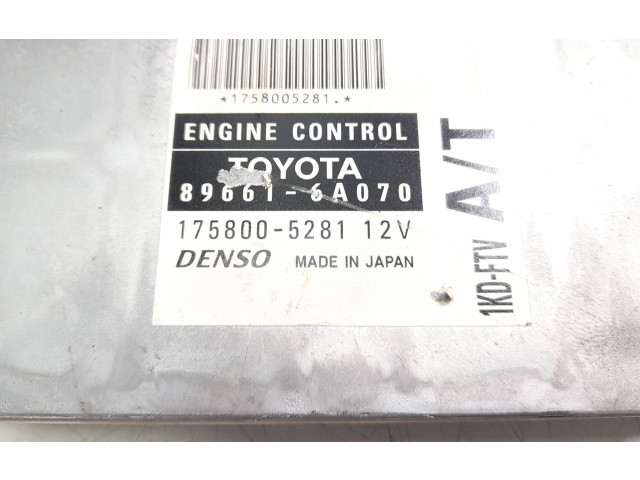 *1758005281.*
ENGINE CONTROL
TOYOTA
89661-6A070
175800-5281 12V
DENSO MADE IN JAPAN
1KD-FTV A/T